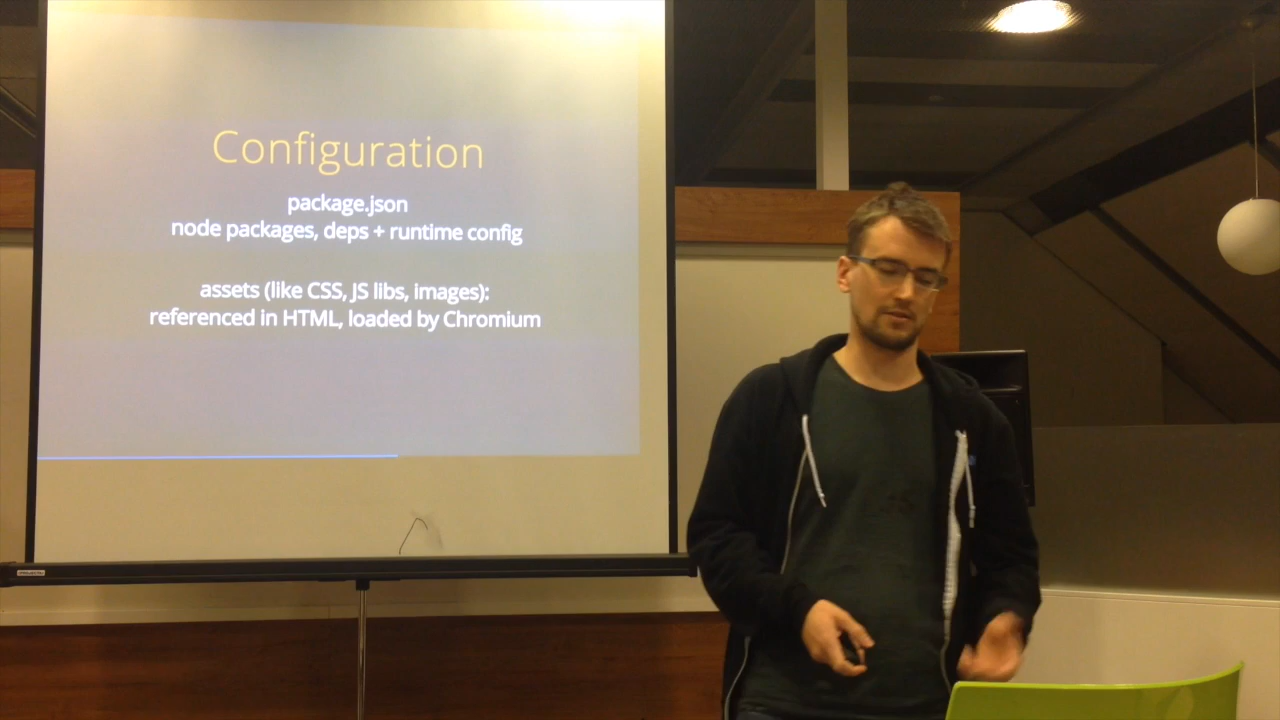 Configuration
package.json
node packages, deps + runtime config
assets (like CSS, JS libs, images):
referenced in HTML, loaded by Chromium